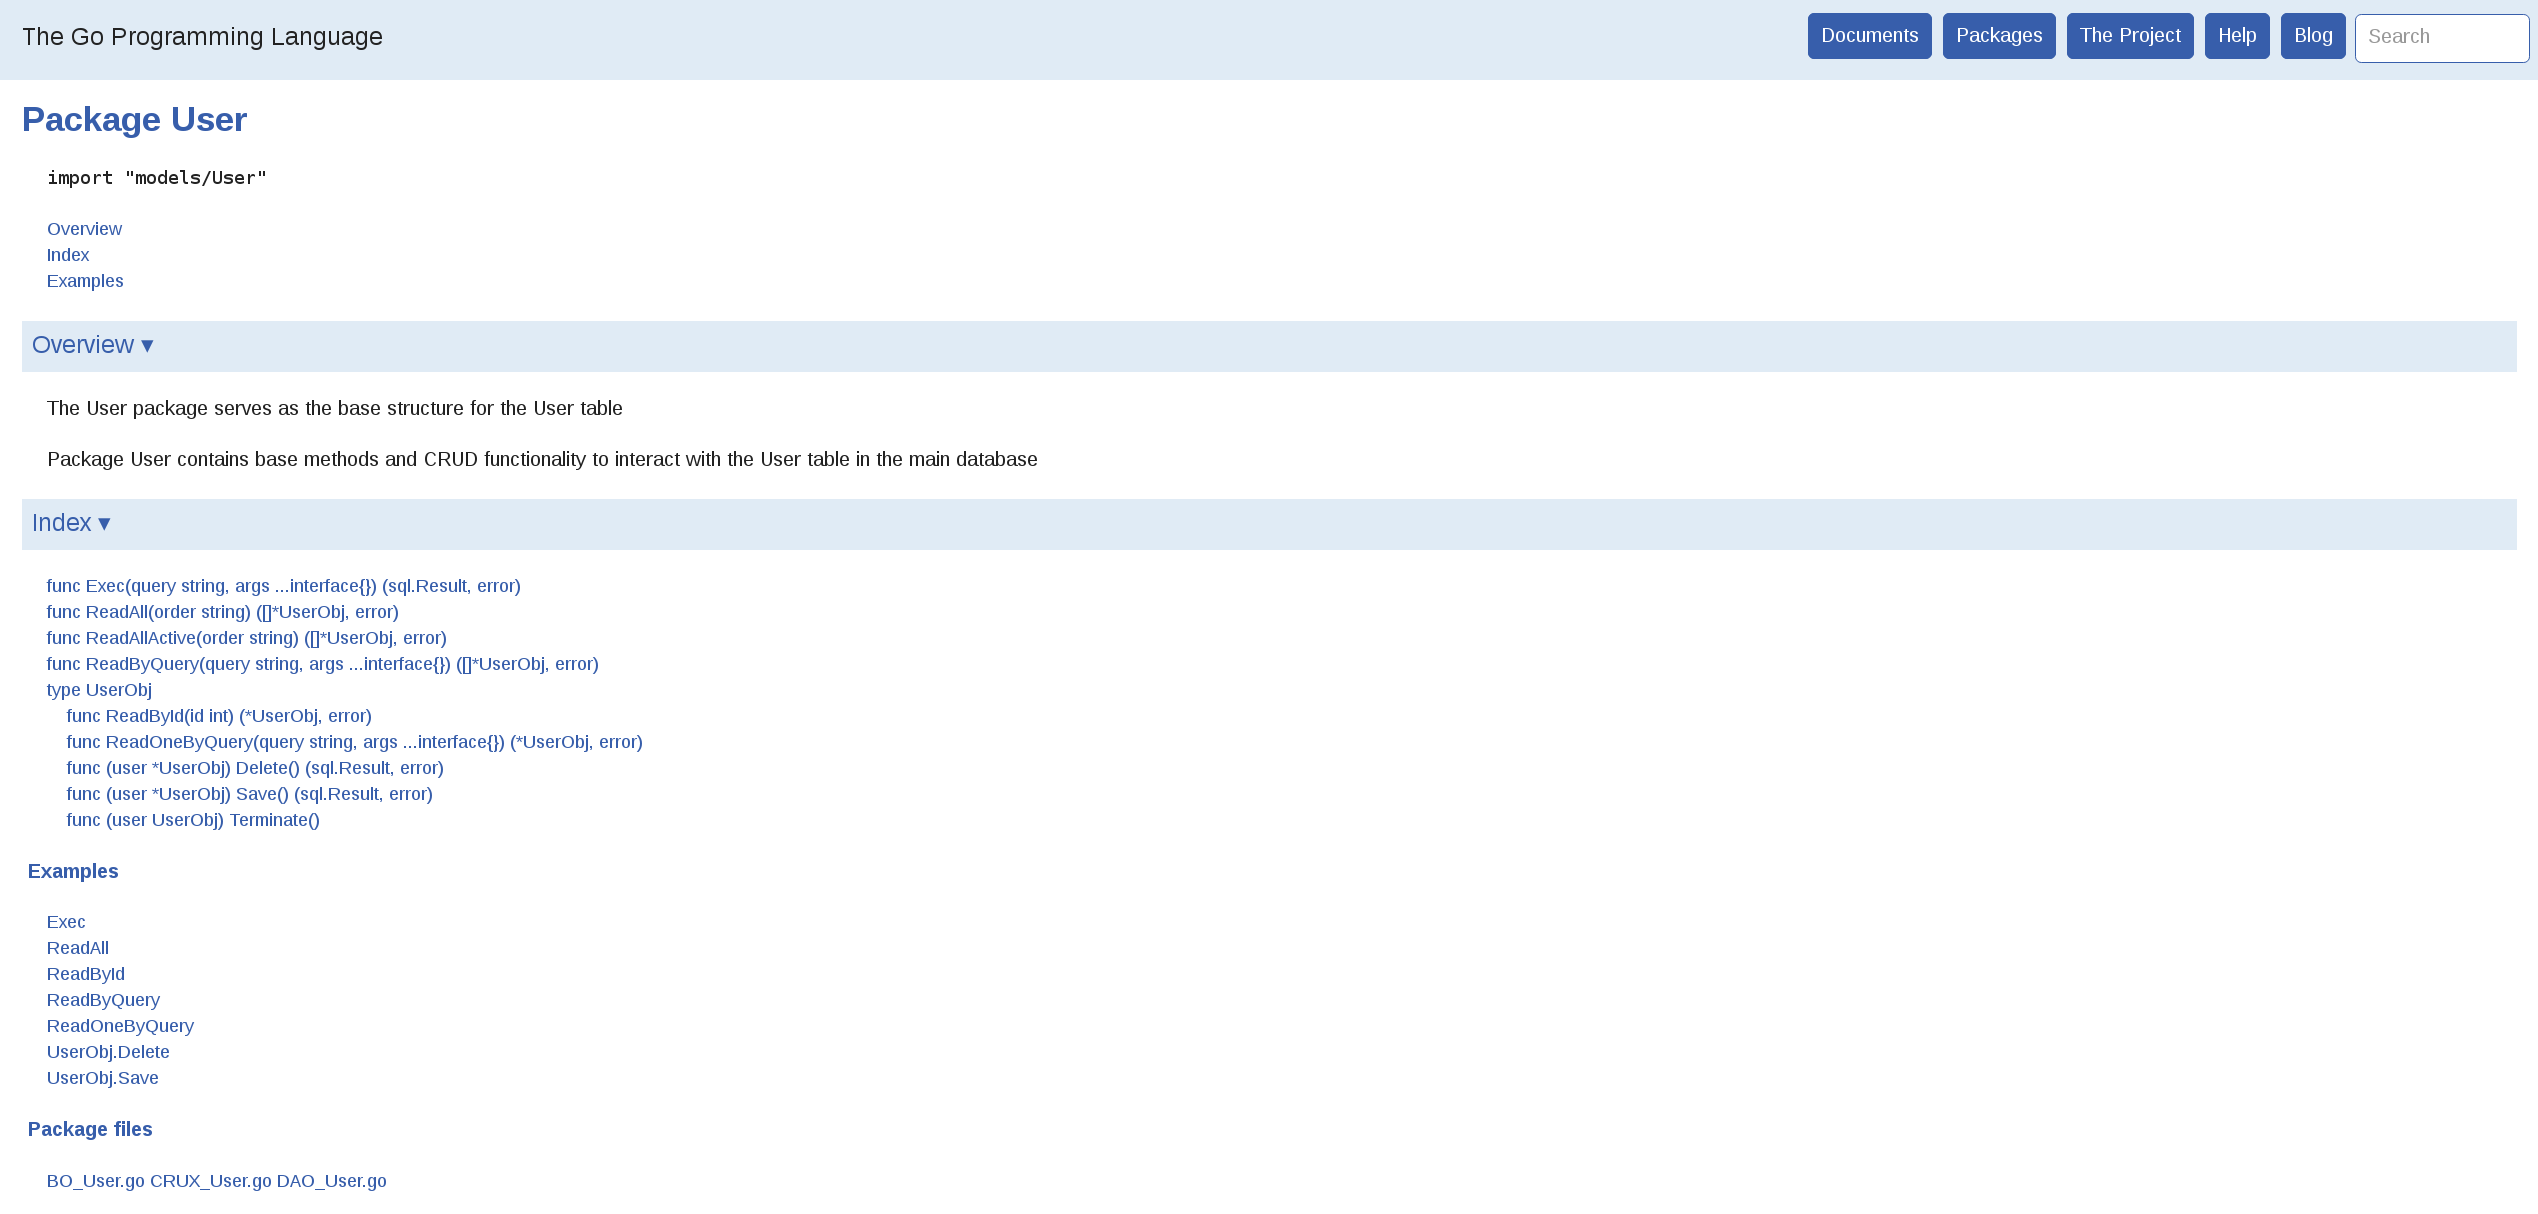 The Go Programming Language
Documents Packages The Project Help Blog Search
Package User
import "models/User"
Overview
Index
Examples
Overview ▾
The User package serves as the base structure for the User table
Package User contains base methods and CRUD functionality to interact with the User table in the main database
Index ▾
func Exec(query string, args ...interface{}) (sql.Result, error)
func ReadAll(order string) ([]*UserObj, error)
func ReadAllActive(order string) ([]*UserObj, error)
func ReadByQuery(query string, args ...interface{}) ([]*UserObj, error)
type UserObj
func ReadById(id int) (*UserObj, error)
func ReadOneByQuery(query string, args ...interface{}) (*UserObj, error)
func (user *UserObj) Delete() (sql.Result, error)
func (user *UserObj) Save() (sql.Result, error)
func (user UserObj) Terminate()
Examples
Exec
ReadAll
ReadById
ReadByQuery
ReadOneByQuery
UserObj.Delete
UserObj.Save
Package files
BO_User.go CRUX_User.go DAO_User.go